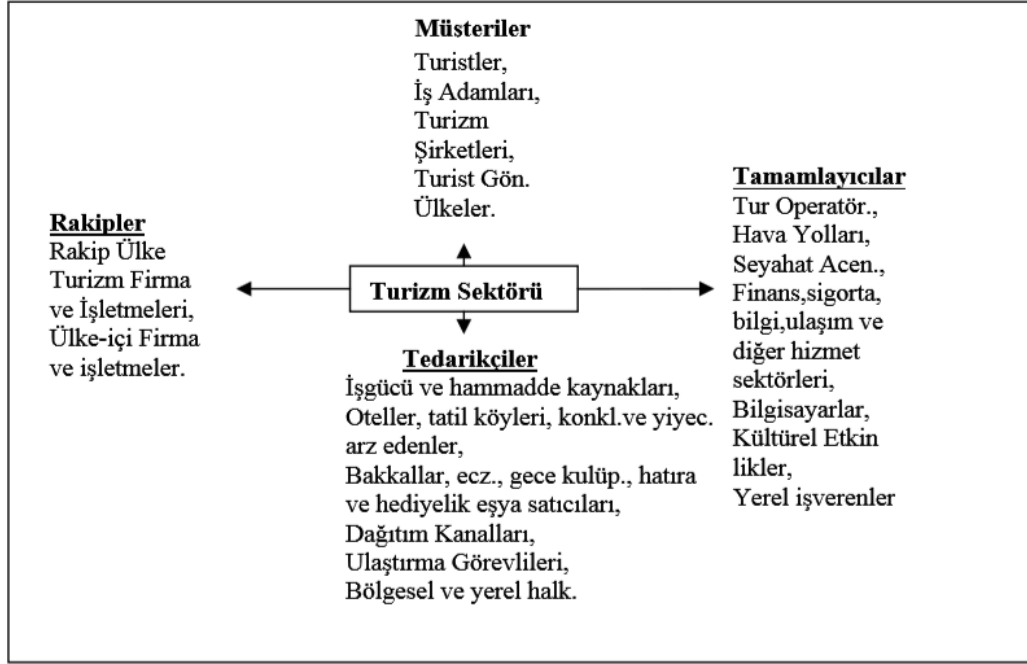 Müsteriler
Turistler,
İş Adamları,
Turizm
Şirketleri,
Turist Gön.
Ülkeler.
Rakipler
Rakip Ülke
Turizm Firma
ve İşletmeleri,
Ülke-içi Firma
ve işletmeler.
Turizm Sektörü
Tamamlayıcılar
Tur Operatör.,
Hava Yolları,
Seyahat Acen.,
Finans,sigorta,
bilgi,ulaşım ve
diğer hizmet
sektörleri,
Bilgisayarlar,
Kültürel Etkin
likler,
Yerel işverenler
Tedarikçiler
İşgücü ve hammadde kaynakları,
Oteller, tatil köyleri, konkl.ve yiyec.
arz edenler,
Bakkallar, ecz., gece kulüp., hatıra
ve hediyelik eşya satıcıları,
Dağıtım Kanalları,
Ulaştırma Görevlileri,
Bölgesel ve yerel halk.